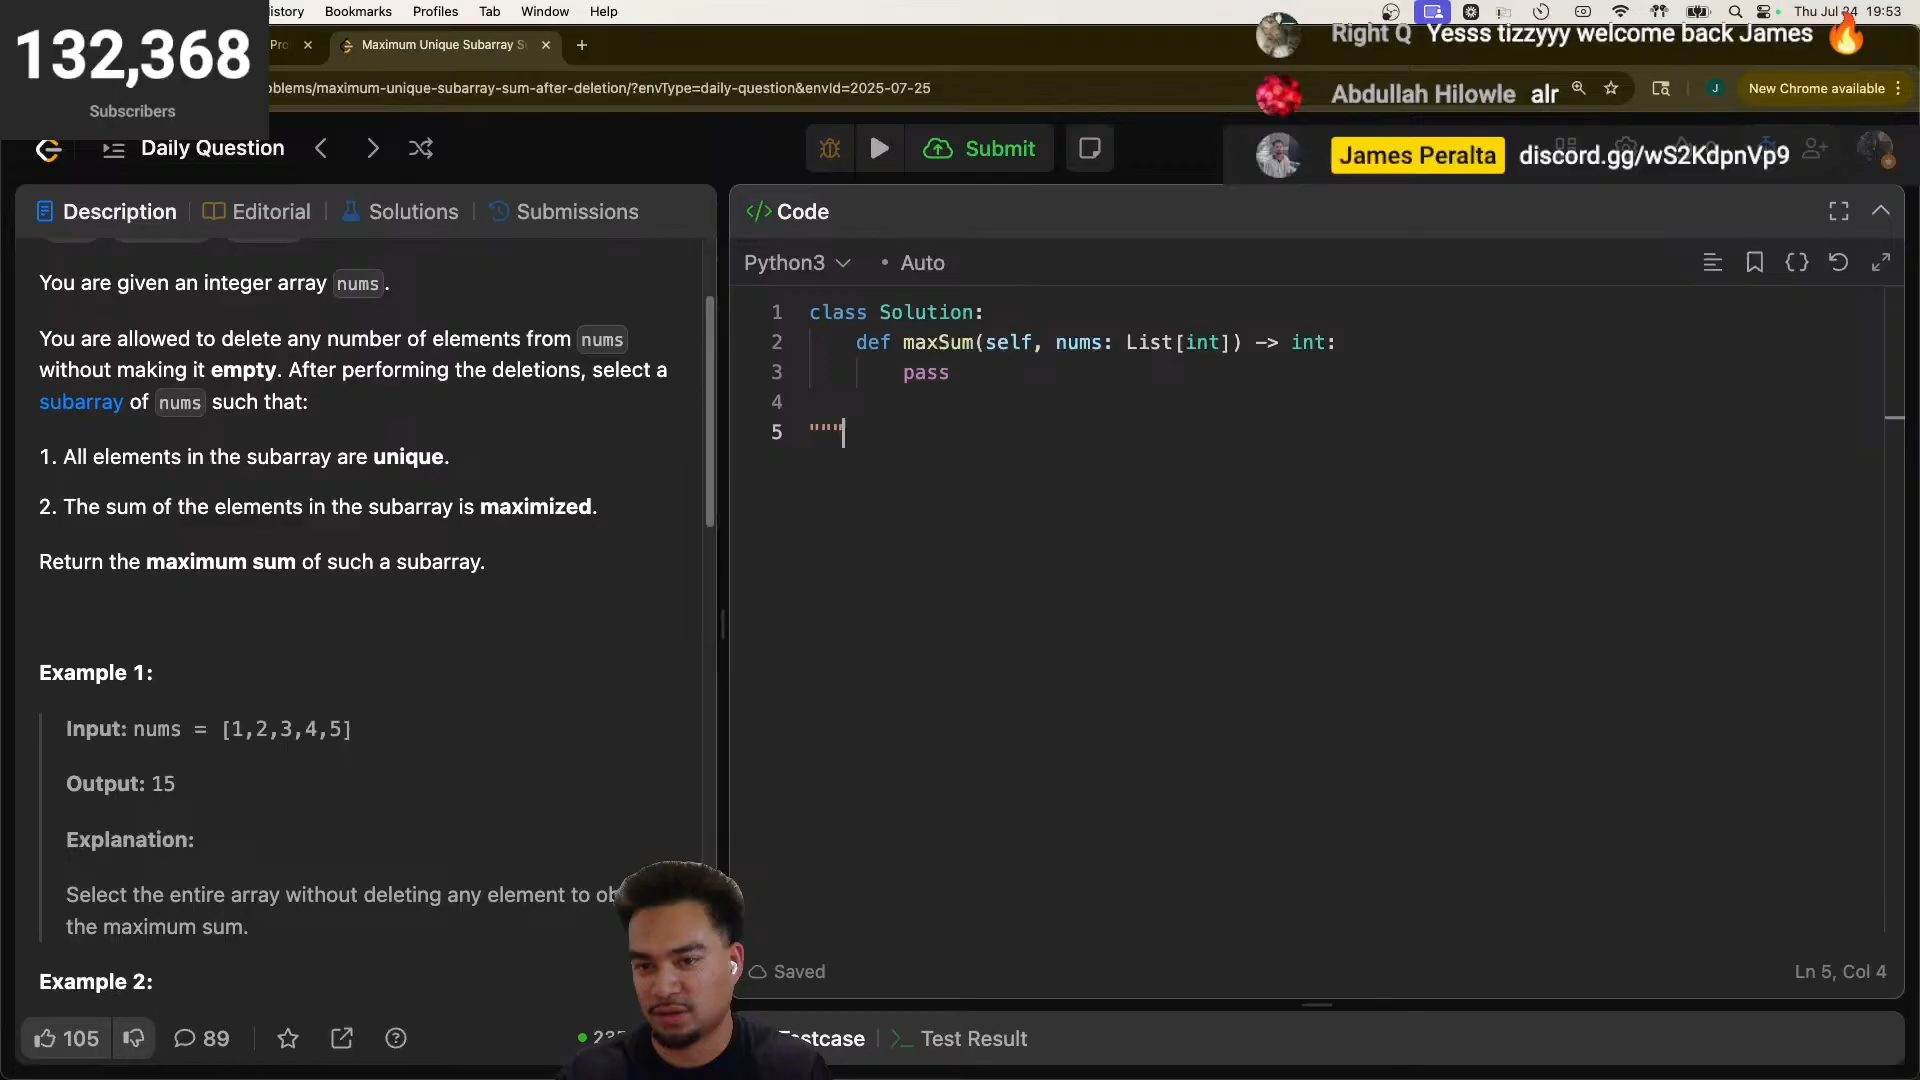 132,368
Subscribers
istory
Bookmarks
Profiles
Tab
Window
Help
Thu Jul 24 19:53
Pro
Maximum Unique Subarray S
oblems/maximum-unique-subarray-sum-after-deletion/?envType=daily-question&envId=2025-07-25
J
New Chrome available
Right Q Yesss tizzyyy welcome back James
Abdullah Hilowle alr
James Peralta discord.gg/wS2KdpnVp9
Daily Question
Submit
Description
Editorial
Solutions
Submissions
You are given an integer array nums.
You are allowed to delete any number of elements from nums
without making it empty. After performing the deletions, select a
subarray of nums such that:
1. All elements in the subarray are unique.
2. The sum of the elements in the subarray is maximized.
Return the maximum sum of such a subarray.
Example 1:
Input: nums = [1,2,3,4,5]
Output: 15
Explanation:
Select the entire array without deleting any element to ob
the maximum sum.
Example 2:
105
89
</> Code
Python3
Auto
1 class Solution:
2 def maxSum(self, nums: List[int]) -> int:
3 pass
4
5 """
Saved
Ln 5, Col 4
estcase
Test Result